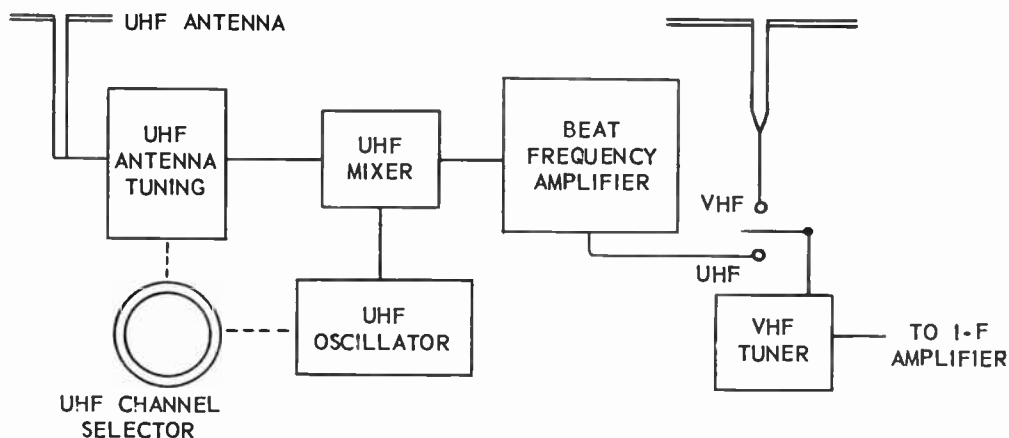 UHF ANTENNA
UHF
ANTENNA
TUNING
UHF
MIXER
BEAT
FREQUENCY
AMPLIFIER
VHF
UHF
UHF
OSCILLATOR
VHF
TUNER
TO I-F
AMPLIFIER
UHF CHANNEL
SELECTOR